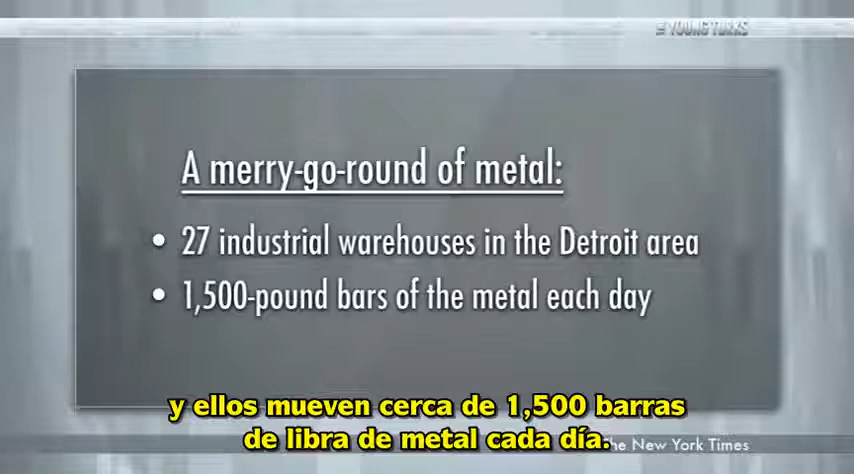 THE YOUNG TURKS
A merry-go-round of metal:
• 27 industrial warehouses in the Detroit area
• 1,500-pound bars of the metal each day
y ellos mueven cerca de 1,500 barras
de libra de metal cada día.
The New York Times